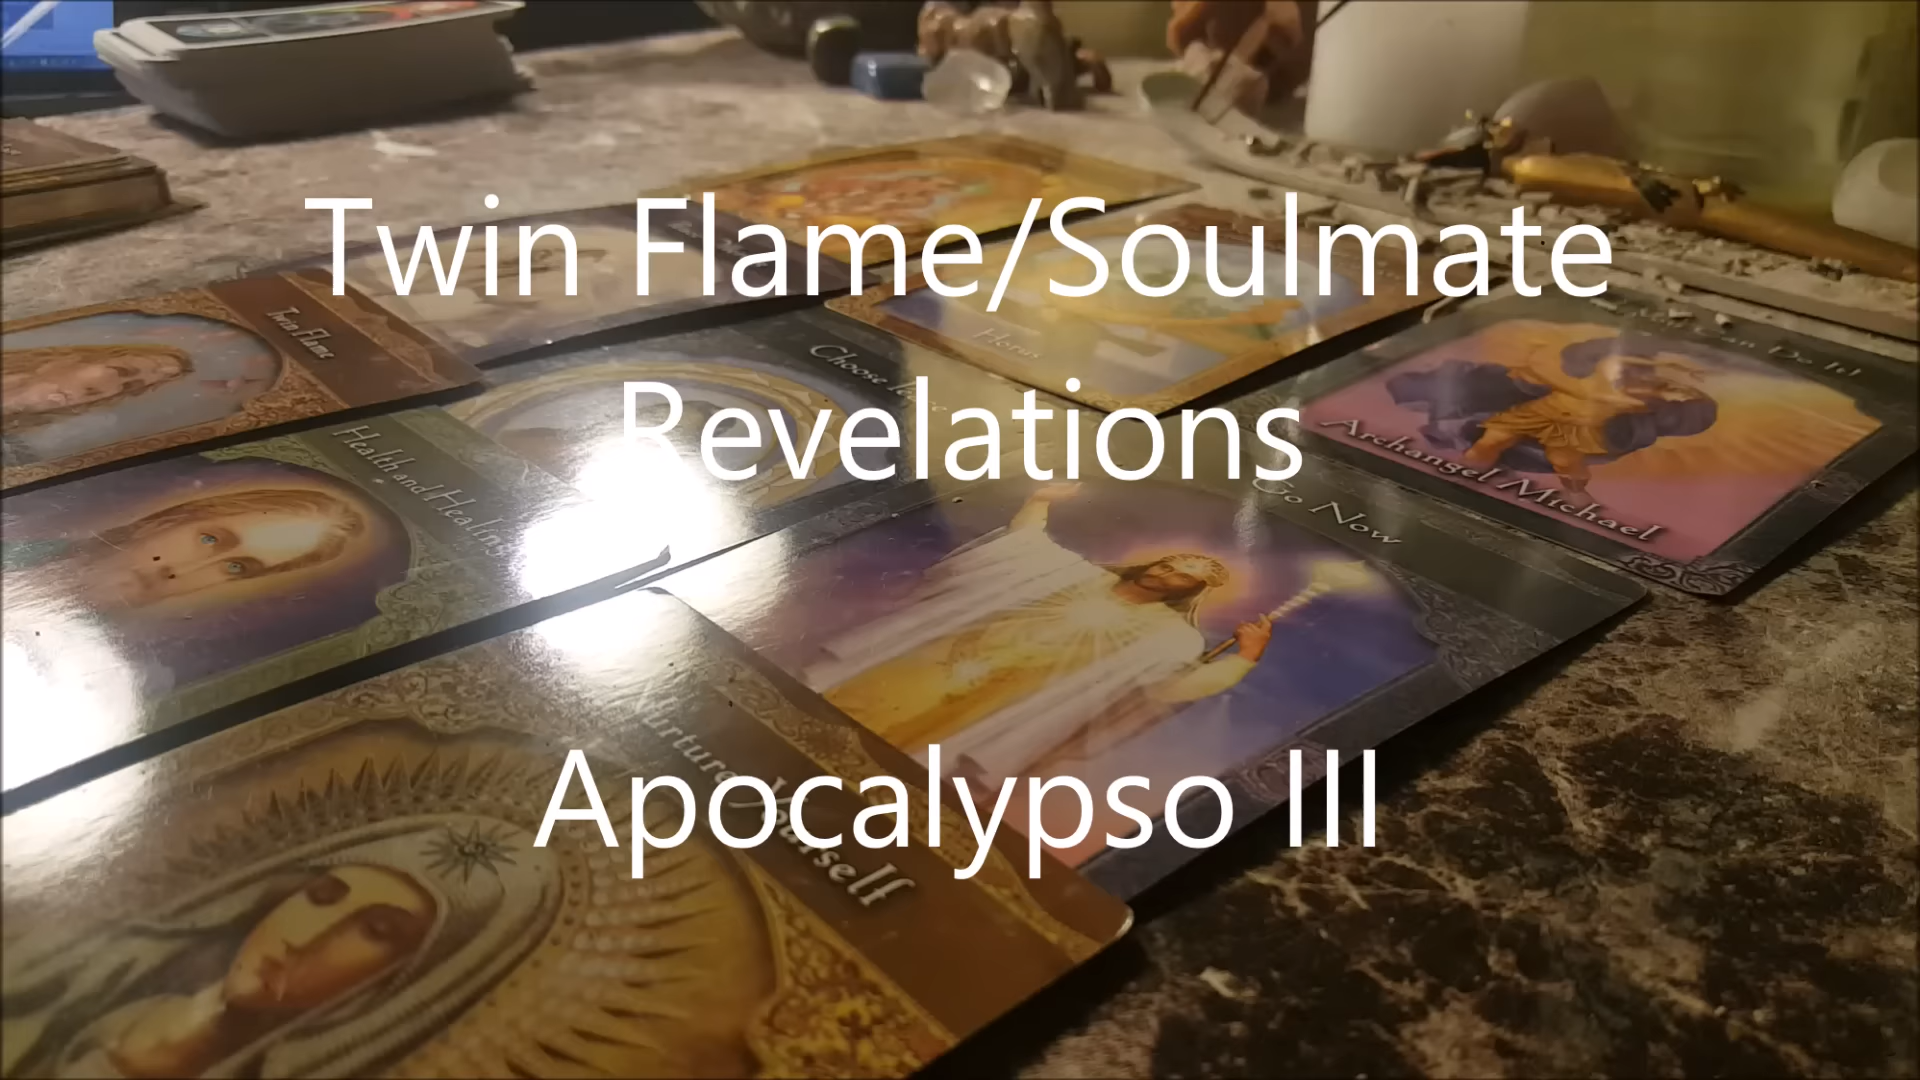 Twin Flame/Soulmate
Revelations
Apocalypso III
Twin Flame
Choose
Horus
Can Do It!
Archangel Michael
Health and Healing
Go Now
Nurture Yourself